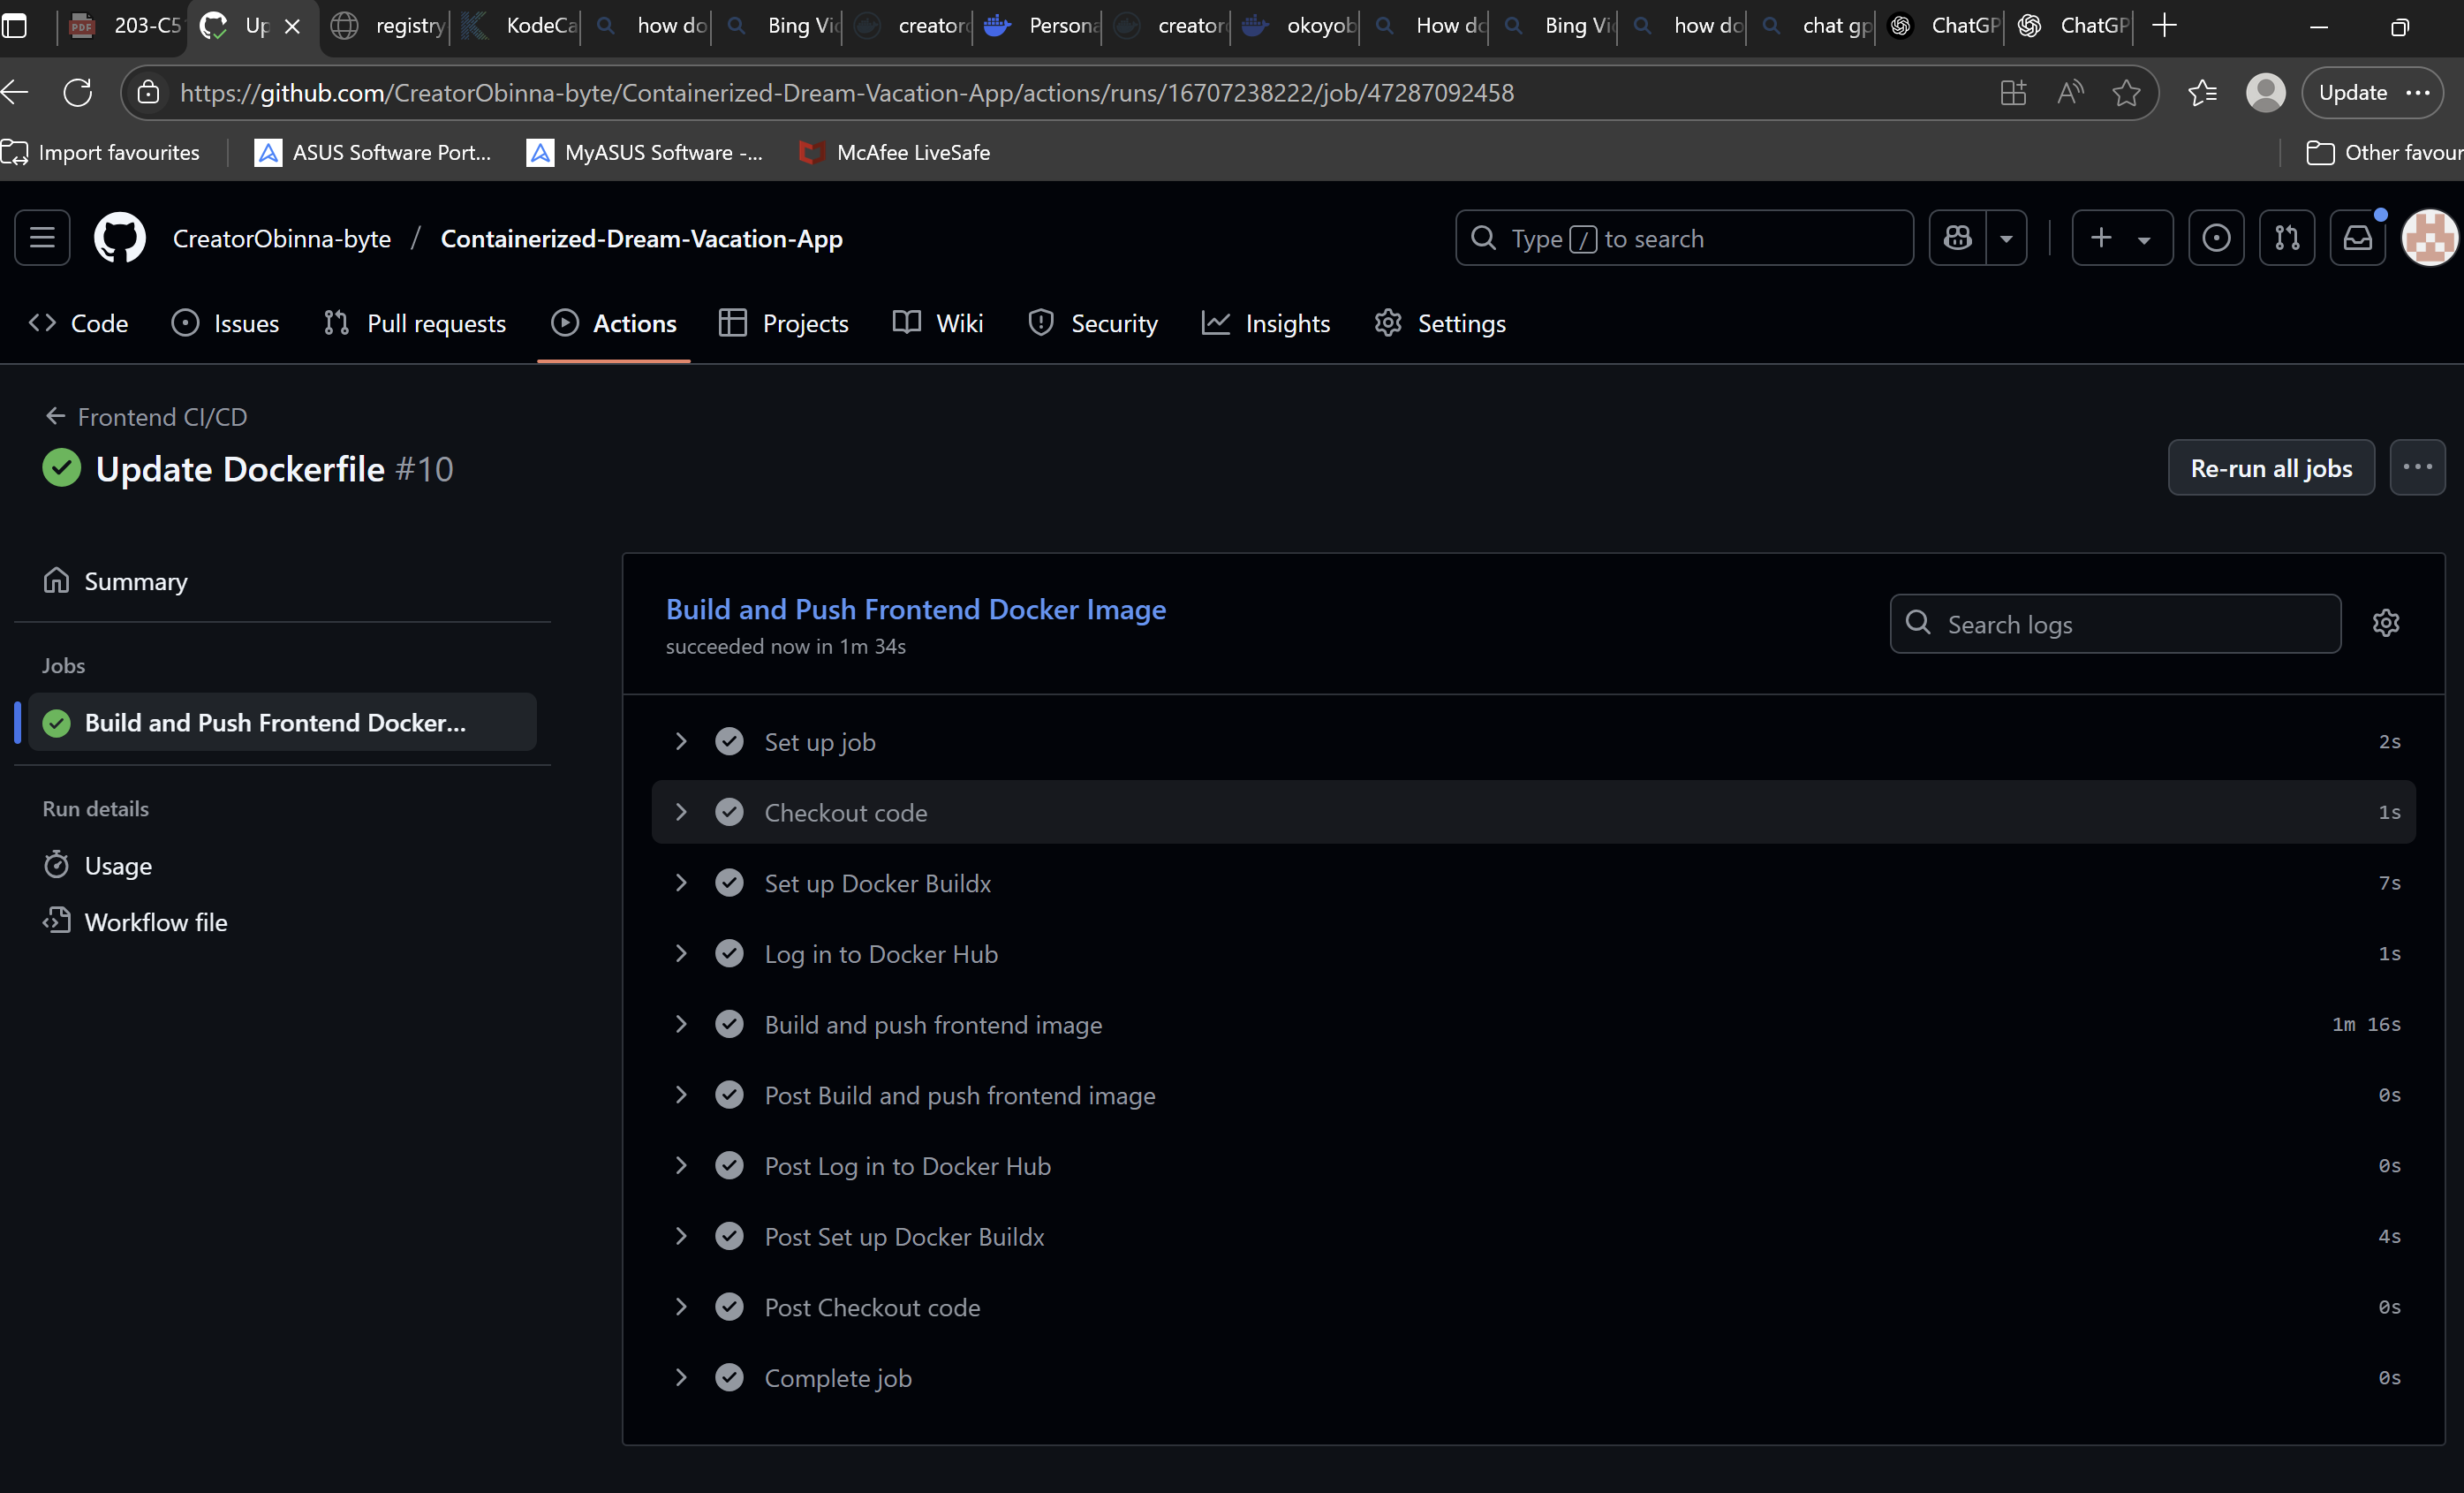 203-C5 Up registry KodeCa how do Bing Vid creator Persona creator okoyob How do Bing Vi how do chat gp ChatGP ChatGP
https://github.com/CreatorObinna-byte/Containerized-Dream-Vacation-App/actions/runs/16707238222/job/47287092458 Update
Import favourites ASUS Software Port... MyASUS Software -... McAfee LiveSafe Other favour
CreatorObinna-byte / Containerized-Dream-Vacation-App Type / to search
Code Issues Pull requests Actions Projects Wiki Security Insights Settings
Frontend CI/CD
Update Dockerfile #10 Re-run all jobs
Summary
Jobs
Build and Push Frontend Docker...
Run details
Usage
Workflow file
Build and Push Frontend Docker Image
succeeded now in 1m 34s
Search logs
Set up job 2s
Checkout code 1s
Set up Docker Buildx 7s
Log in to Docker Hub 1s
Build and push frontend image 1m 16s
Post Build and push frontend image 0s
Post Log in to Docker Hub 0s
Post Set up Docker Buildx 4s
Post Checkout code 0s
Complete job 0s